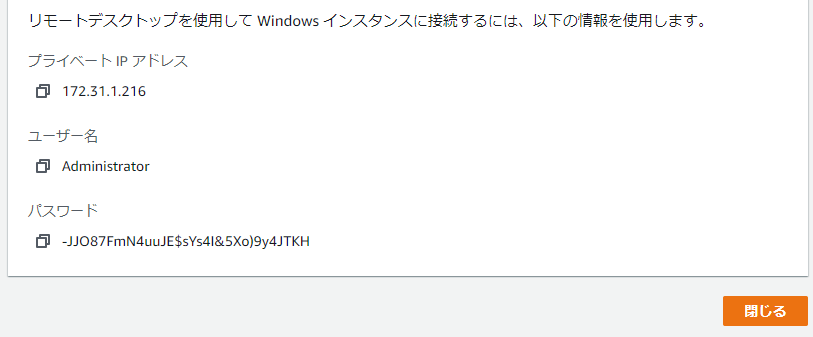 リモートデスクトップを使用して Windows インスタンスに接続するには、以下の情報を使用します。
プライベート IP アドレス
172.31.1.216
ユーザー名
Administrator
パスワード
-JJO87FmN4uuJE$sYs4I&5Xo)9y4JTKH
閉じる